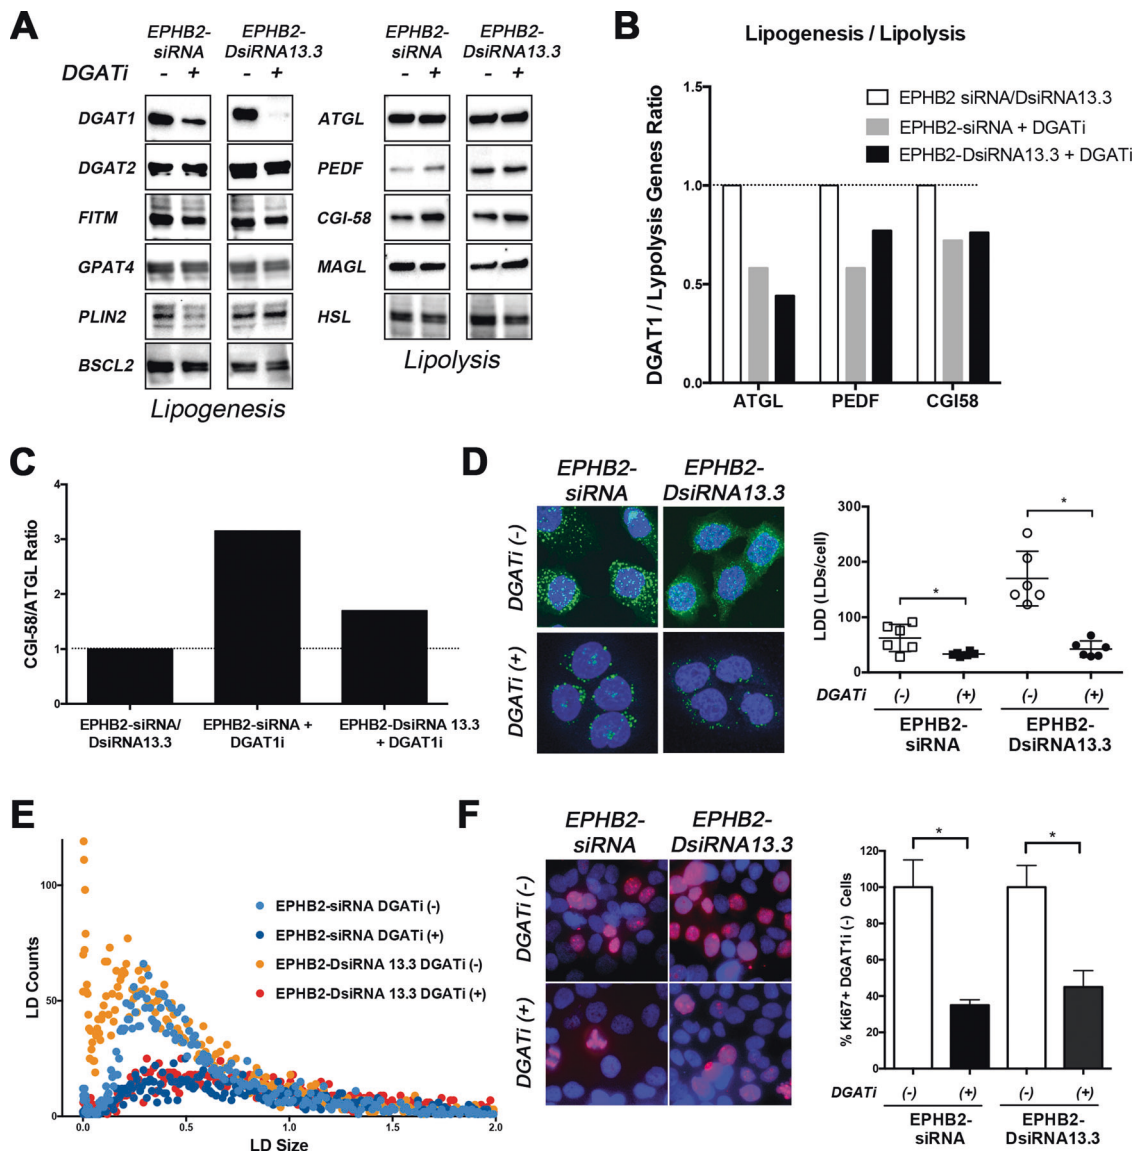 A
EPHB2-
siRNA
EPHB2-
DsiRNA13.3
EPHB2-
siRNA
EPHB2-
DsiRNA13.3
DGATi
- +
- +
- +
- +
DGAT1
DGAT2
FITM
GPAT4
PLIN2
BSCL2
Lipogenesis
ATGL
PEDF
CGI-58
MAGL
HSL
Lipolysis
B
Lipogenesis / Lipolysis
DGAT1 / Lypolysis Genes Ratio
1.5
1.0
0.5
0.0
EPHB2 siRNA/DsiRNA13.3
EPHB2-siRNA + DGATi
EPHB2-DsiRNA13.3 + DGATi
ATGL
PEDF
CGI58
C
CGI-58/ATGL Ratio
4
3
2
1
0
EPHB2-siRNA/
DsiRNA13.3
EPHB2-siRNA +
DGAT1i
EPHB2-DsiRNA 13.3
+ DGAT1i
D
EPHB2-
siRNA
EPHB2-
DsiRNA13.3
DGATi (-)
DGATi (+)
LDD (LDs/cell)
300
200
100
0
*
*
DGATi (-) (+) (-) (+)
EPHB2-
siRNA
EPHB2-
DsiRNA13.3
E
LD Counts
100
50
0
EPHB2-siRNA DGATi (-)
EPHB2-siRNA DGATi (+)
EPHB2-DsiRNA 13.3 DGATi (-)
EPHB2-DsiRNA 13.3 DGATi (+)
0.0 0.5 1.0 1.5 2.0
LD Size
F
EPHB2-
siRNA
EPHB2-
DsiRNA13.3
DGATi (-)
DGATi (+)
% Ki67+ DGAT1i (-) Cells
120
100
80
60
40
20
0
*
*
DGATi (-) (+) (-) (+)
EPHB2-
siRNA
EPHB2-
DsiRNA13.3